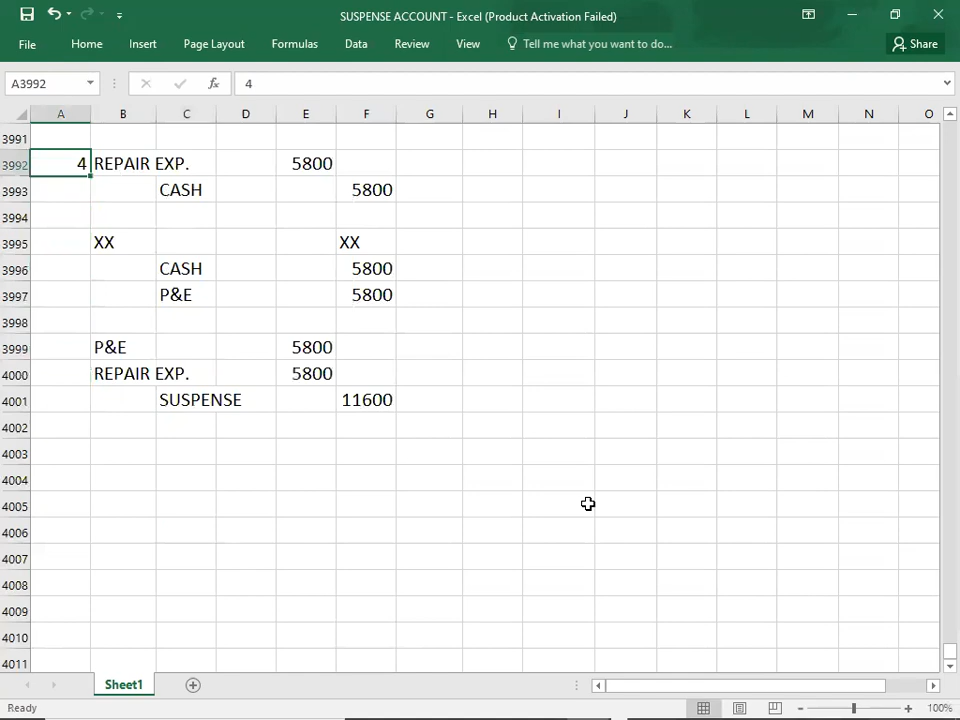 SUSPENSE ACCOUNT - Excel (Product Activation Failed)
File Home Insert Page Layout Formulas Data Review View Tell me what you want to do... Share
A3992 fx 4
A B C D E F G H I J K L M N O
3991
3992 4 REPAIR EXP. 5800
3993 CASH 5800
3994
3995 XX XX
3996 CASH 5800
3997 P&E 5800
3998
3999 P&E 5800
4000 REPAIR EXP. 5800
4001 SUSPENSE 11600
4002
4003
4004
4005
4006
4007
4008
4009
4010
4011
Sheet1
Ready 100%